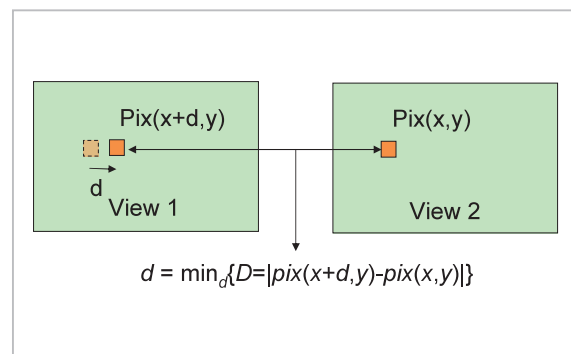 Pix(x+d,y)
Pix(x,y)
d
View 1
View 2
d = min_d{D=|pix(x+d,y)-pix(x,y)|}